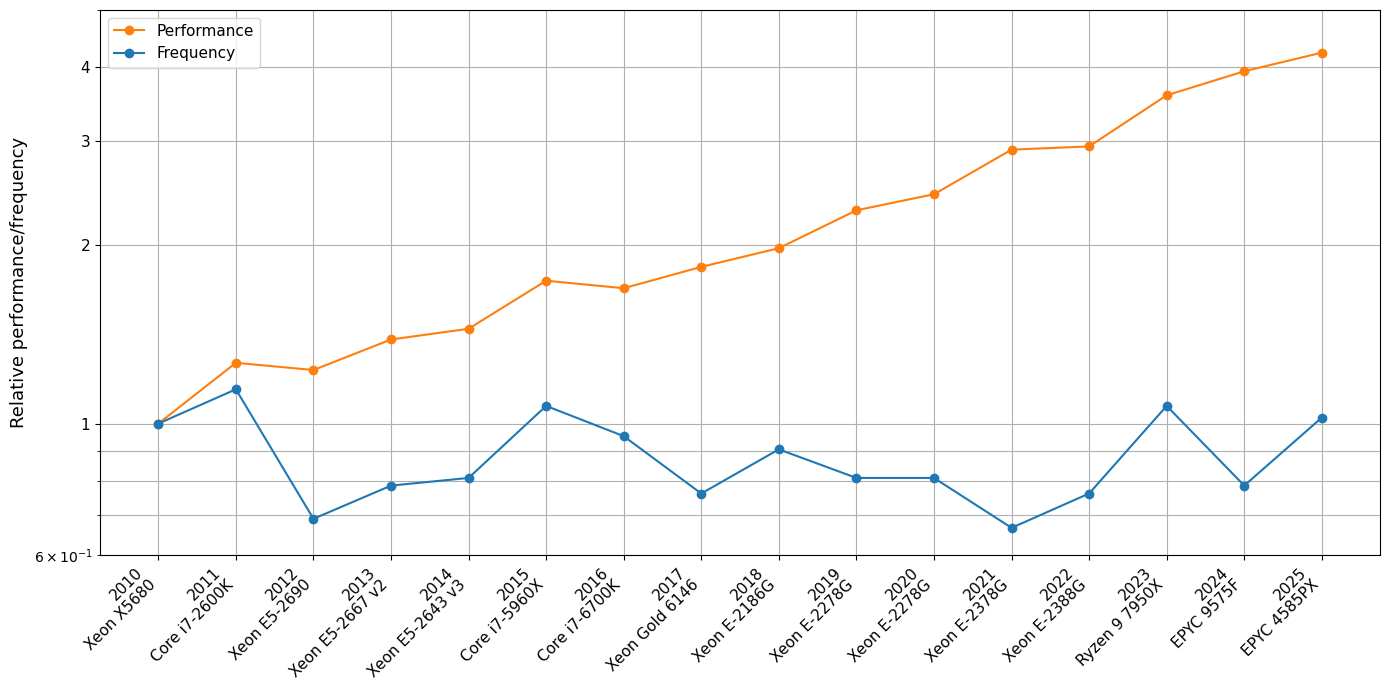 Performance
Frequency
Relative performance/frequency
4
3
2
1
6 × 10⁻¹
2010
Xeon X5680
2011
Core i7-2600K
2012
Xeon E5-2690
2013
Xeon E5-2667 v2
2014
Xeon E5-2643 v3
2015
Core i7-5960X
2016
Core i7-6700K
2017
Xeon Gold 6146
2018
Xeon E-2186G
2019
Xeon E-2278G
2020
Xeon E-2278G
2021
Xeon E-2378G
2022
Xeon E-2388G
2023
Ryzen 9 7950X
2024
EPYC 9575F
2025
EPYC 4585PX